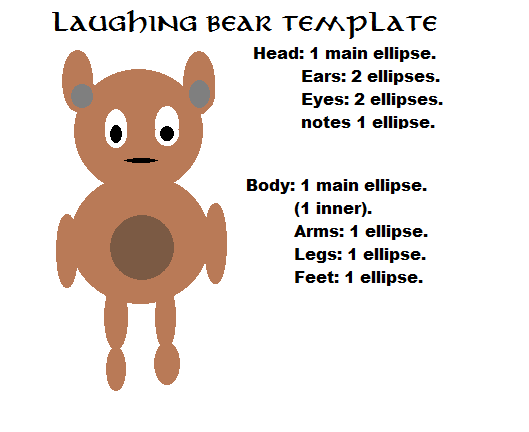 Laughing Bear Template
Head: 1 main ellipse.
Ears: 2 ellipses.
Eyes: 2 ellipses.
notes 1 ellipse.
Body: 1 main ellipse.
(1 inner).
Arms: 1 ellipse.
Legs: 1 ellipse.
Feet: 1 ellipse.